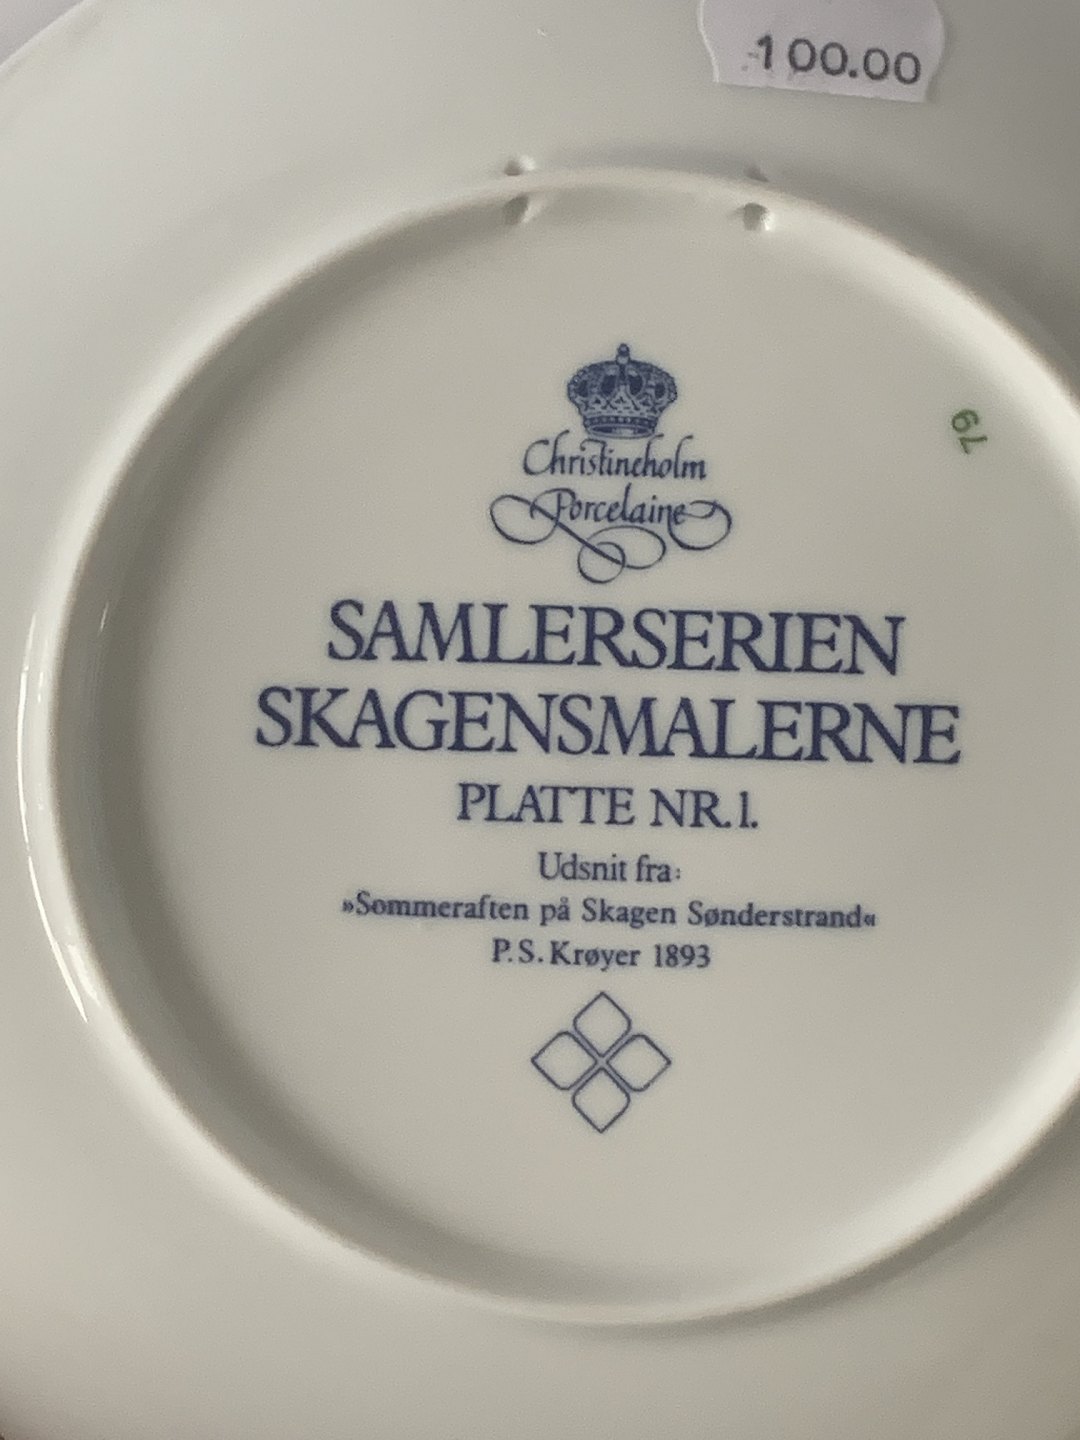 100.00
79
Christineholm
Porcelaine
SAMLERSERIEN
SKAGENSMALERNE
PLATTE NR.1.
Udsnit fra:
»Sommeraften på Skagen Sønderstrand«
P.S. Krøyer 1893